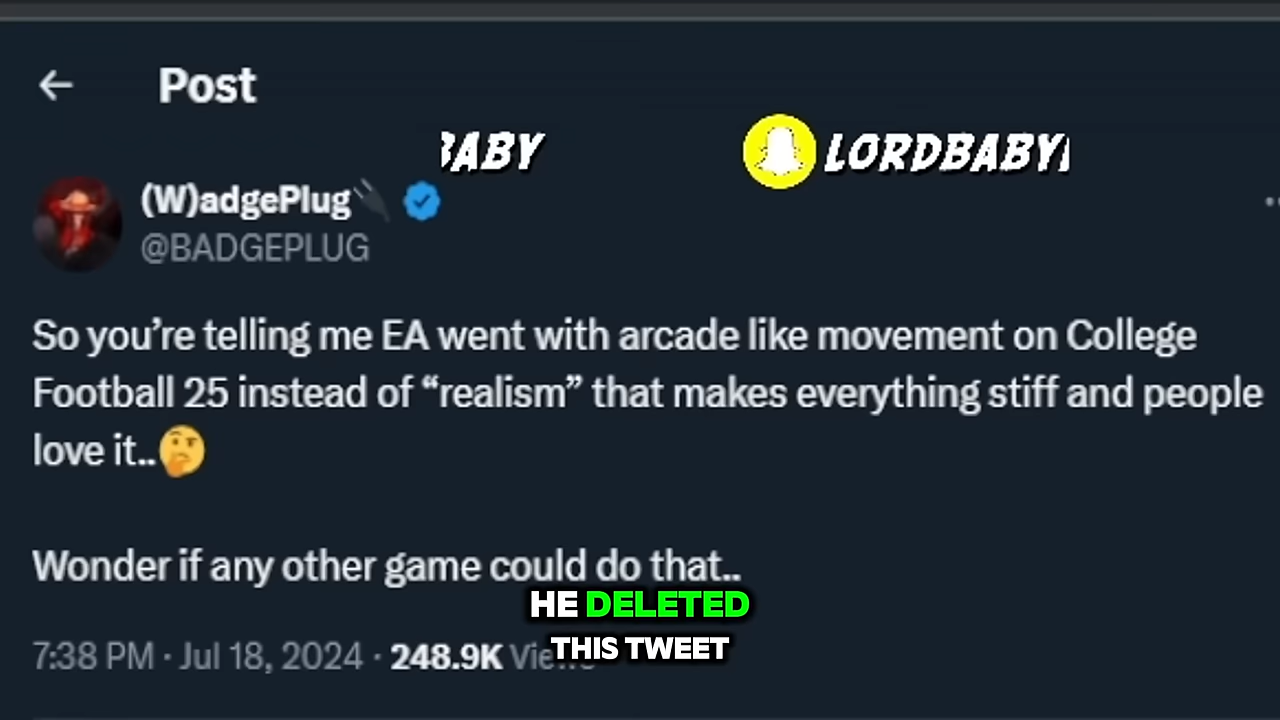 Post
BABY
LORDBABY
(W)adgePlug🔌
@BADGEPLUG
So you’re telling me EA went with arcade like movement on College
Football 25 instead of “realism” that makes everything stiff and people
love it..🤔
Wonder if any other game could do that..
HE DELETED
THIS TWEET
7:38 PM · Jul 18, 2024 · 248.9K Views